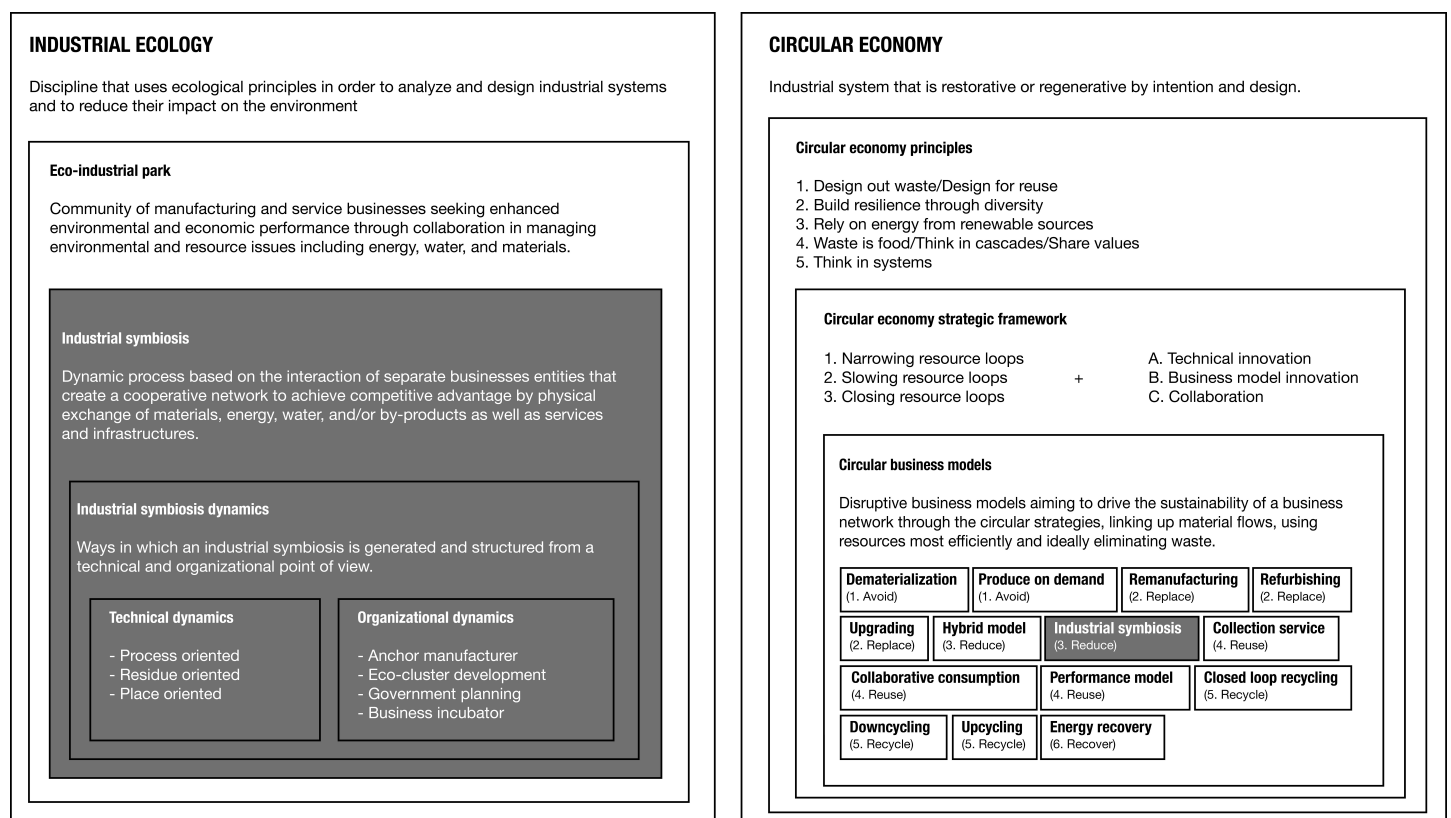 INDUSTRIAL ECOLOGY
Discipline that uses ecological principles in order to analyze and design industrial systems
and to reduce their impact on the environment
Eco-industrial park
Community of manufacturing and service businesses seeking enhanced
environmental and economic performance through collaboration in managing
environmental and resource issues including energy, water, and materials.
Industrial symbiosis
Dynamic process based on the interaction of separate businesses entities that
create a cooperative network to achieve competitive advantage by physical
exchange of materials, energy, water, and/or by-products as well as services
and infrastructures.
Industrial symbiosis dynamics
Ways in which an industrial symbiosis is generated and structured from a
technical and organizational point of view.
Technical dynamics
- Process oriented
- Residue oriented
- Place oriented
Organizational dynamics
- Anchor manufacturer
- Eco-cluster development
- Government planning
- Business incubator
CIRCULAR ECONOMY
Industrial system that is restorative or regenerative by intention and design.
Circular economy principles
1. Design out waste/Design for reuse
2. Build resilience through diversity
3. Rely on energy from renewable sources
4. Waste is food/Think in cascades/Share values
5. Think in systems
Circular economy strategic framework
1. Narrowing resource loops
2. Slowing resource loops
3. Closing resource loops
+
A. Technical innovation
B. Business model innovation
C. Collaboration
Circular business models
Disruptive business models aiming to drive the sustainability of a business
network through the circular strategies, linking up material flows, using
resources most efficiently and ideally eliminating waste.
Dematerialization
(1. Avoid)
Produce on demand
(1. Avoid)
Remanufacturing
(2. Replace)
Refurbishing
(2. Replace)
Upgrading
(2. Replace)
Hybrid model
(3. Reduce)
Industrial symbiosis
(3. Reduce)
Collection service
(4. Reuse)
Collaborative consumption
(4. Reuse)
Performance model
(4. Reuse)
Closed loop recycling
(5. Recycle)
Downcycling
(5. Recycle)
Upcycling
(5. Recycle)
Energy recovery
(6. Recover)